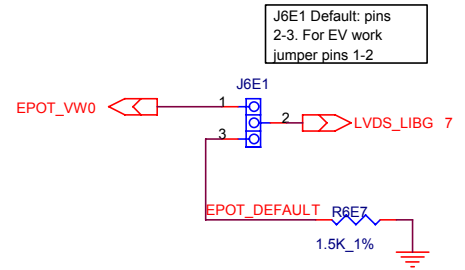 J6E1 Default: pins
2-3. For EV work
jumper pins 1-2
J6E1
EPOT_VW0
1
2
LVDS_LIBG 7
3
EPOT_DEFAULT
R6E7
1.5K_1%